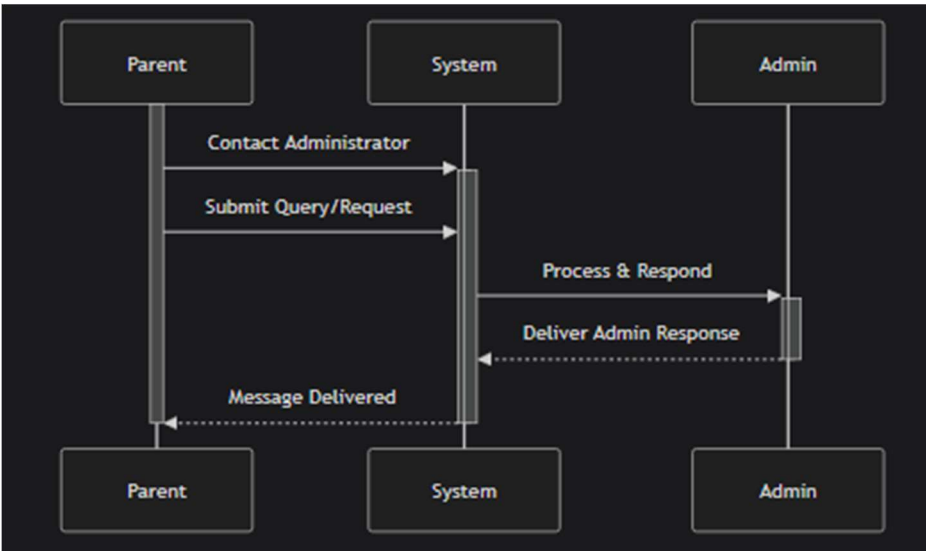 Parent
System
Admin
Contact Administrator
Submit Query/Request
Process & Respond
Deliver Admin Response
Message Delivered
Parent
System
Admin